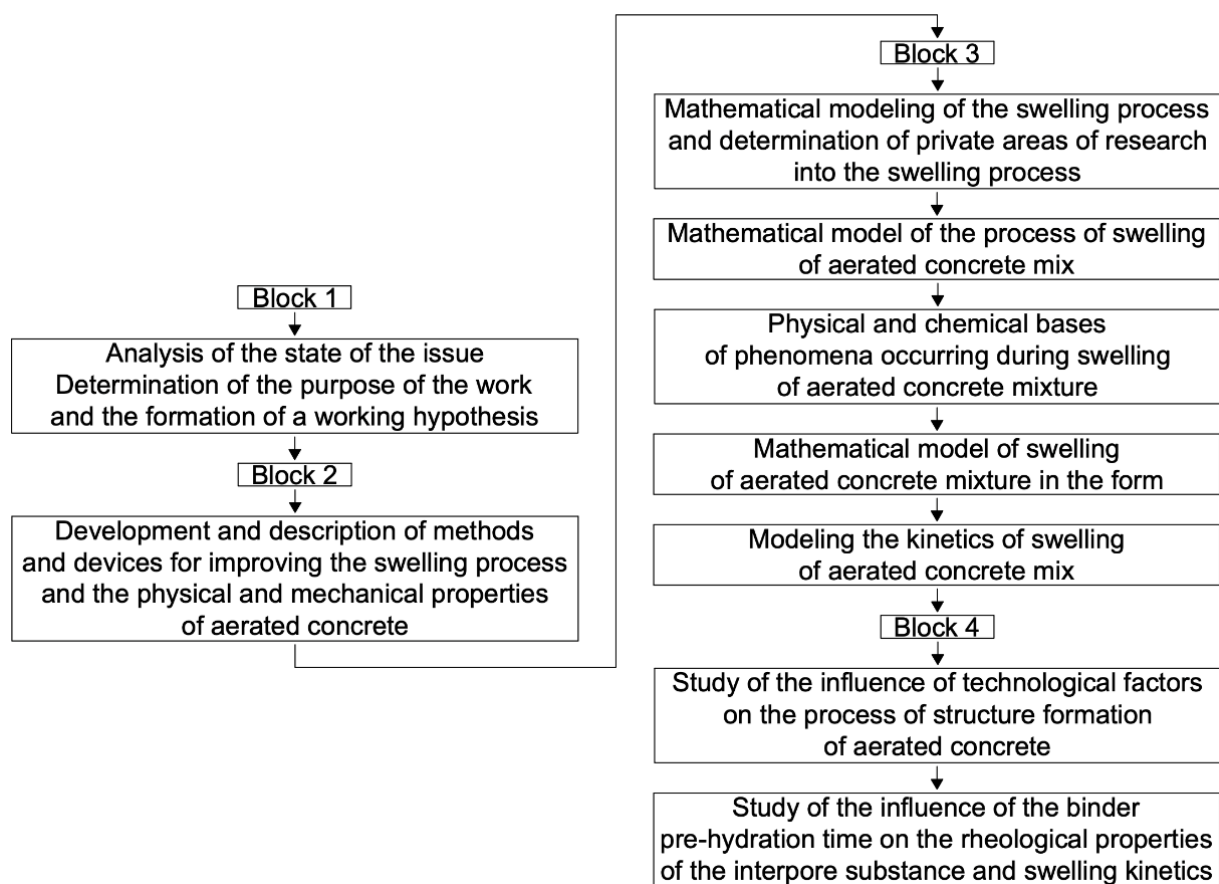 Block 1
Analysis of the state of the issue
Determination of the purpose of the work
and the formation of a working hypothesis
Block 2
Development and description of methods
and devices for improving the swelling process
and the physical and mechanical properties
of aerated concrete
Block 3
Mathematical modeling of the swelling process
and determination of private areas of research
into the swelling process
Mathematical model of the process of swelling
of aerated concrete mix
Physical and chemical bases
of phenomena occurring during swelling
of aerated concrete mixture
Mathematical model of swelling
of aerated concrete mixture in the form
Modeling the kinetics of swelling
of aerated concrete mix
Block 4
Study of the influence of technological factors
on the process of structure formation
of aerated concrete
Study of the influence of the binder
pre-hydration time on the rheological properties
of the interpore substance and swelling kinetics